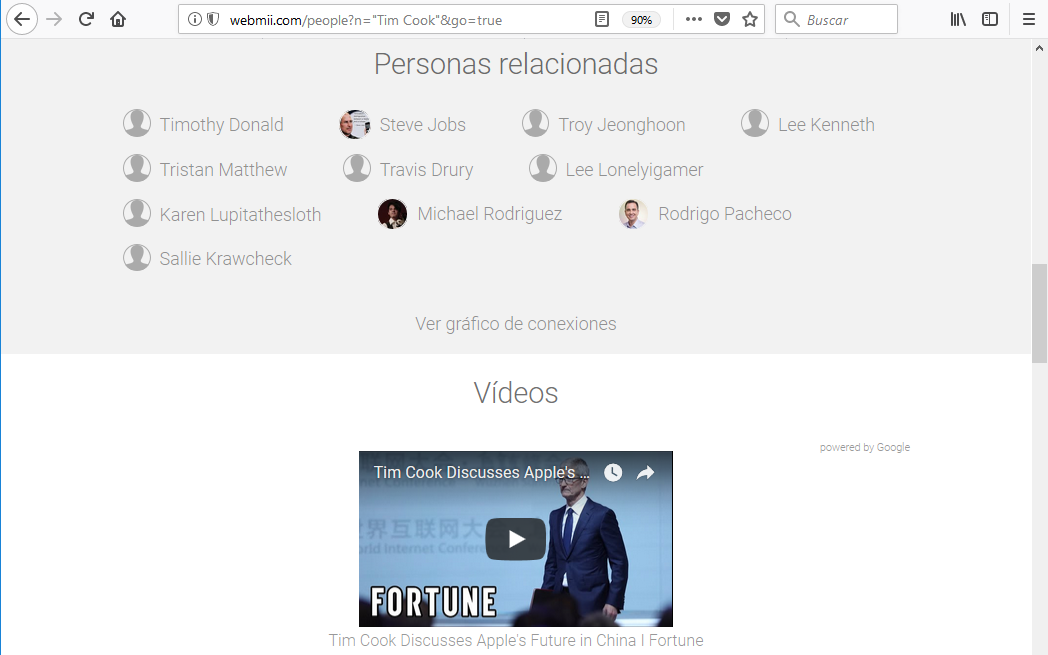 webmii.com/people?n="Tim Cook"&go=true
90%
Buscar
Personas relacionadas
Timothy Donald
Steve Jobs
Troy Jeonghoon
Lee Kenneth
Tristan Matthew
Travis Drury
Lee Lonelyigamer
Karen Lupitathesloth
Michael Rodriguez
Rodrigo Pacheco
Sallie Krawcheck
Ver gráfico de conexiones
Vídeos
powered by Google
Tim Cook Discusses Apple's ...
世界互联网大
rld Internet Confer
FORTUNE
Tim Cook Discusses Apple's Future in China I Fortune